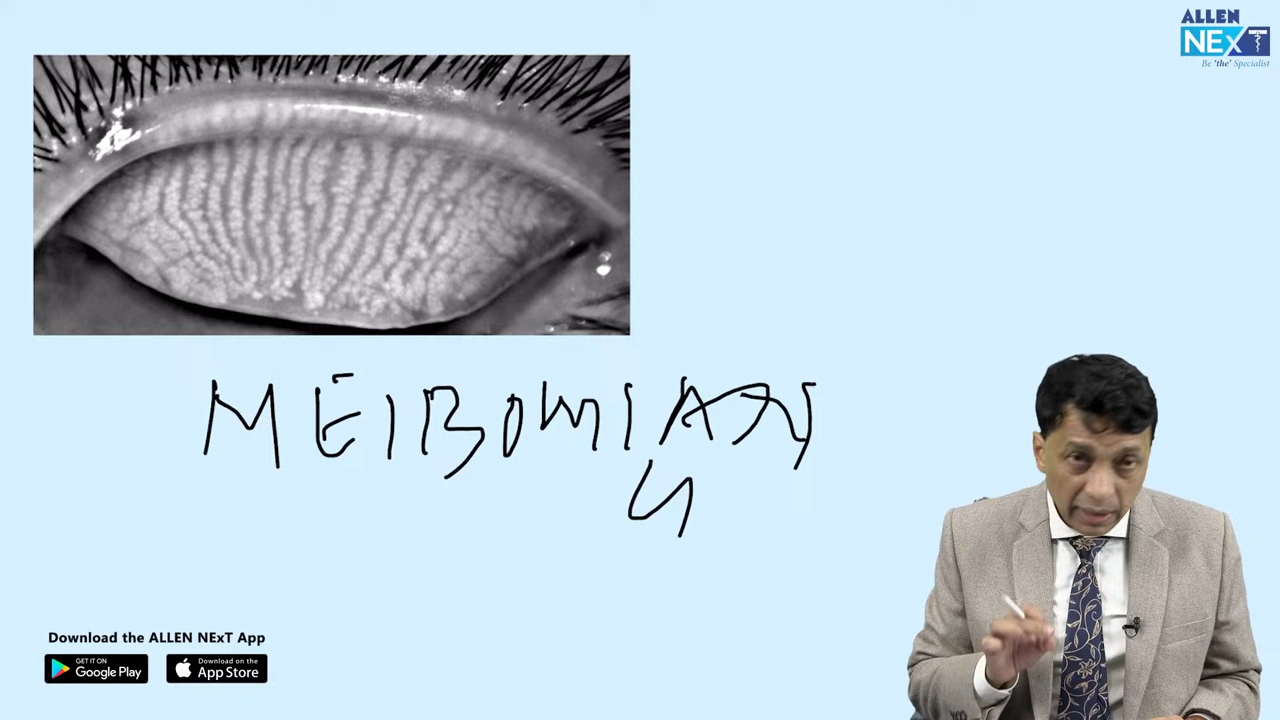 ALLEN
NExT
Be 'the' Specialist
MEIBOMIAN
G
Download the ALLEN NExT App
GET IT ON
Google Play
Download on the
App Store